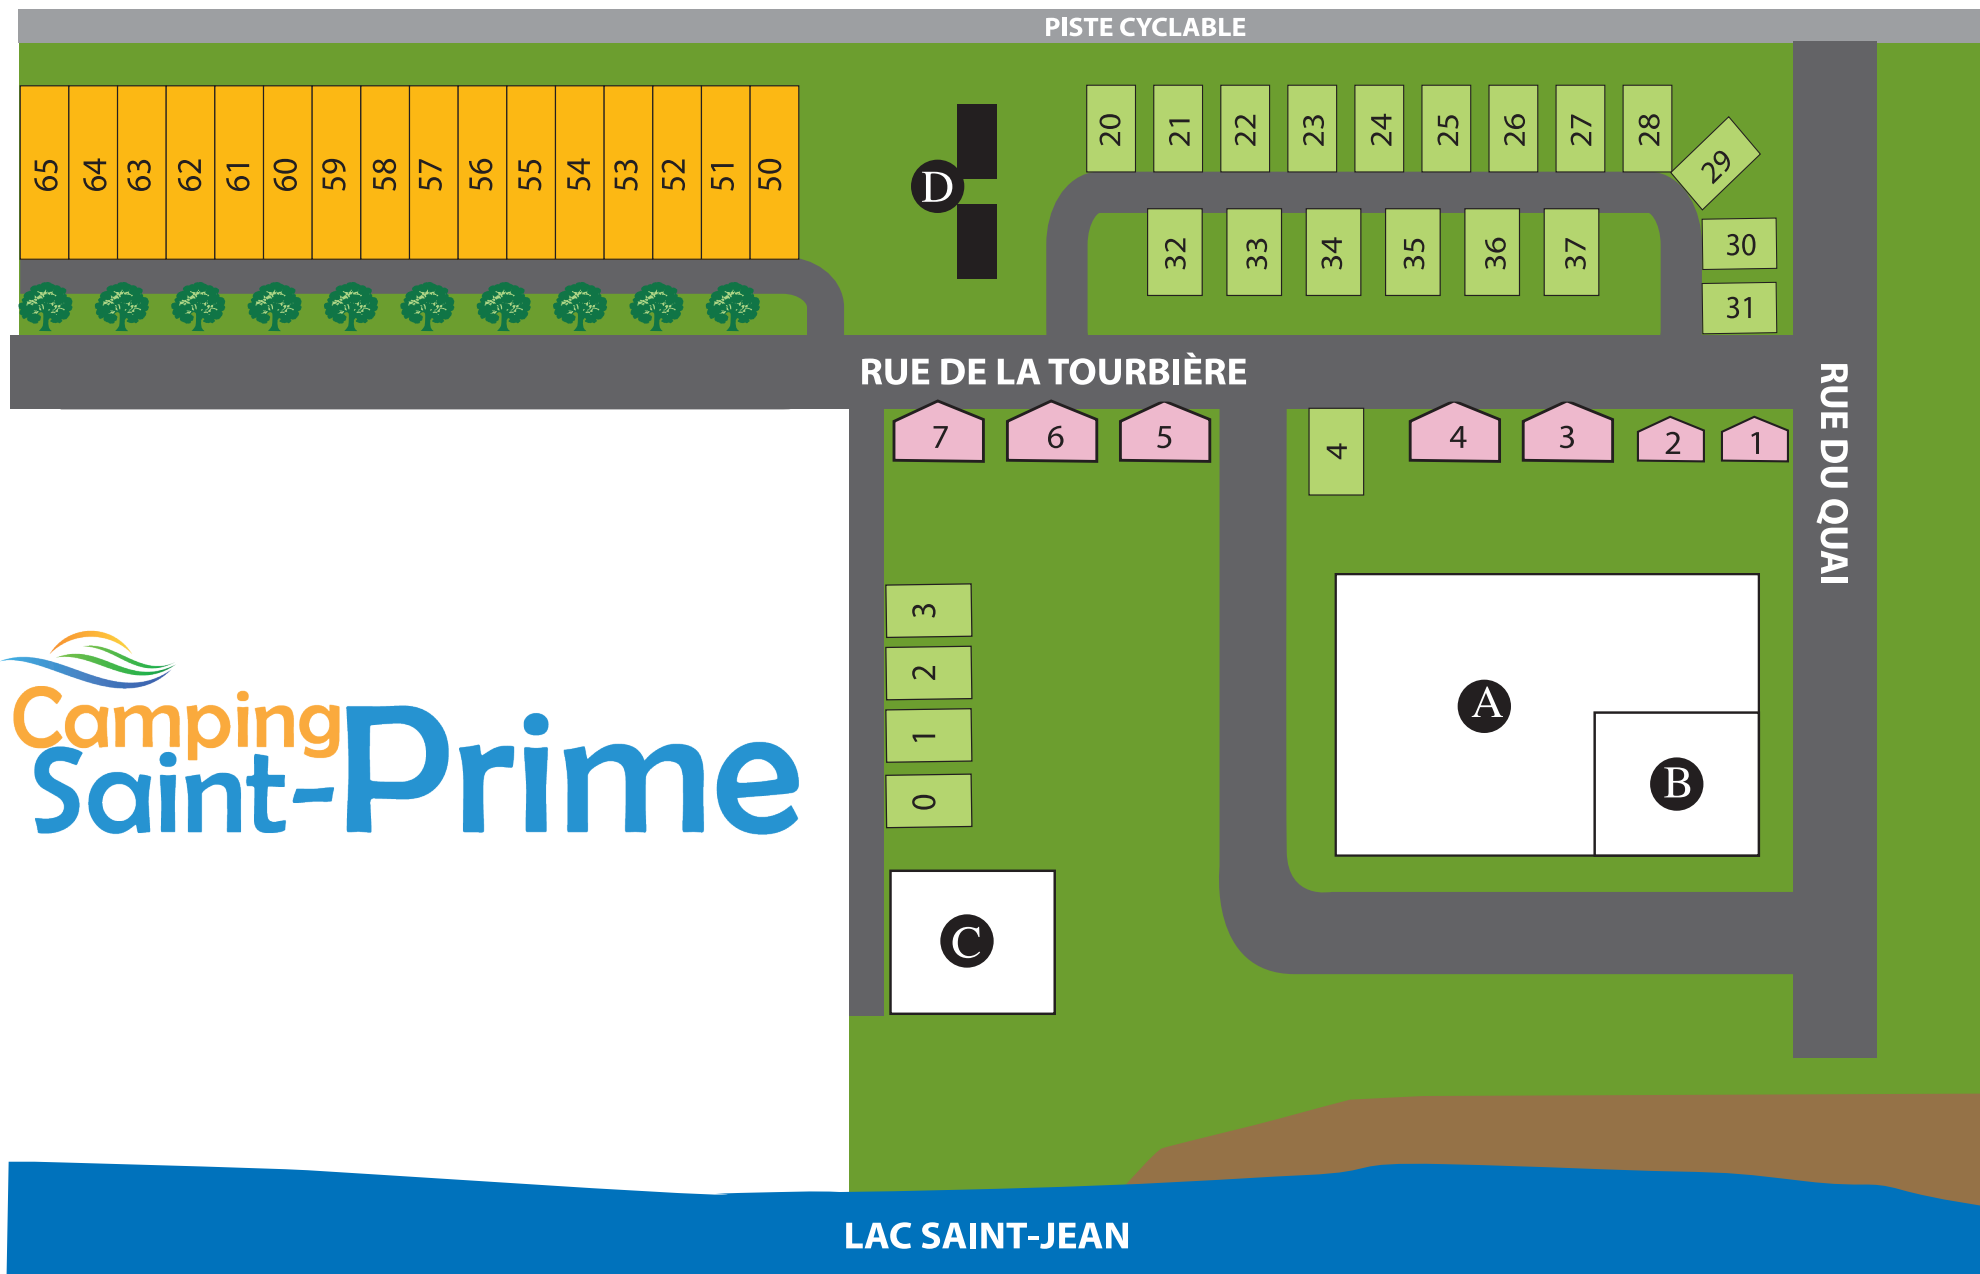 PISTE CYCLABLE
65 64 63 62 61 60 59 58 57 56 55 54 53 52 51 50
D
20 21 22 23 24 25 26 27 28
29
32 33 34 35 36 37
30
31
RUE DE LA TOURBIÈRE
RUE DU QUAI
7 6 5 4 4 3 2 1
3
2
1
0
A
B
C
Camping
Saint-Prime
LAC SAINT-JEAN